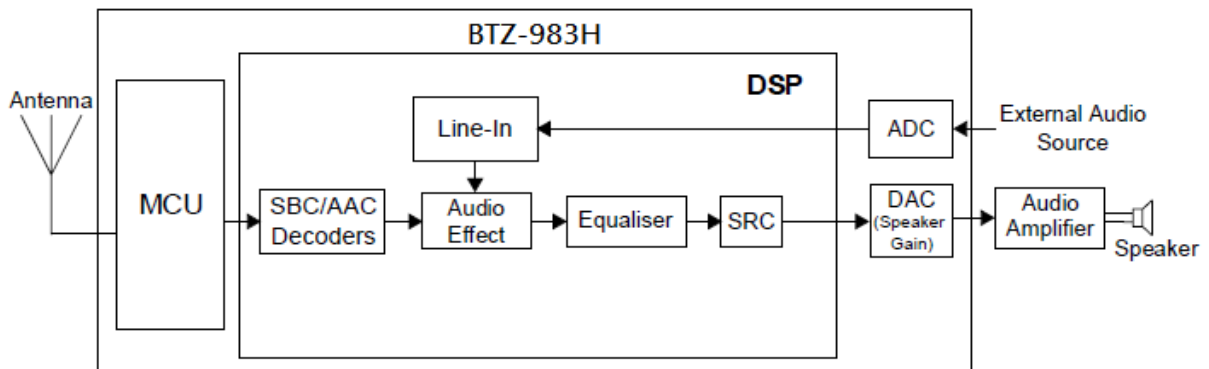 BTZ-983H
DSP
Antenna
MCU
Line-In
ADC
External Audio
Source
SBC/AAC
Decoders
Audio
Effect
Equaliser
SRC
DAC
(Speaker
Gain)
Audio
Amplifier
Speaker